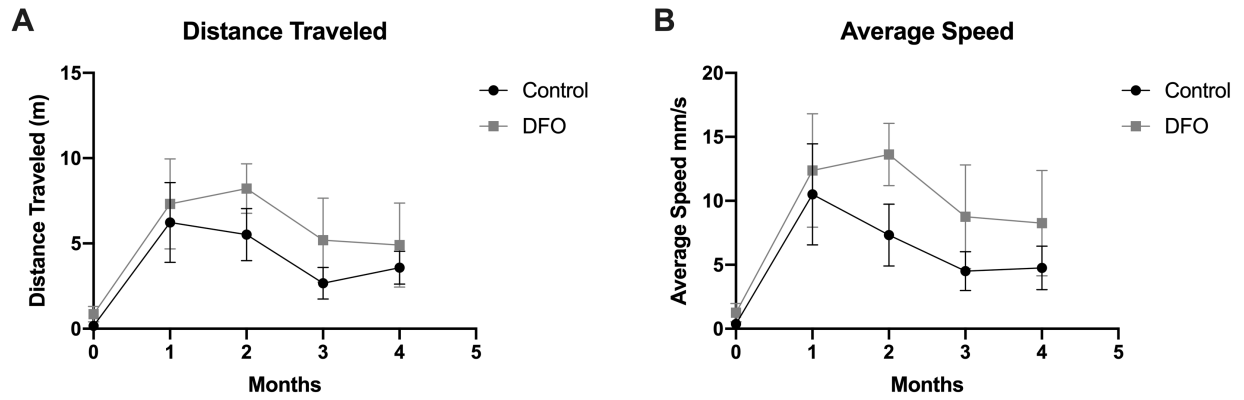 A
Distance Traveled
Distance Traveled (m)
15
10
5
0
0 1 2 3 4 5
Months
Control
DFO
B
Average Speed
Average Speed mm/s
20
15
10
5
0
0 1 2 3 4 5
Months
Control
DFO